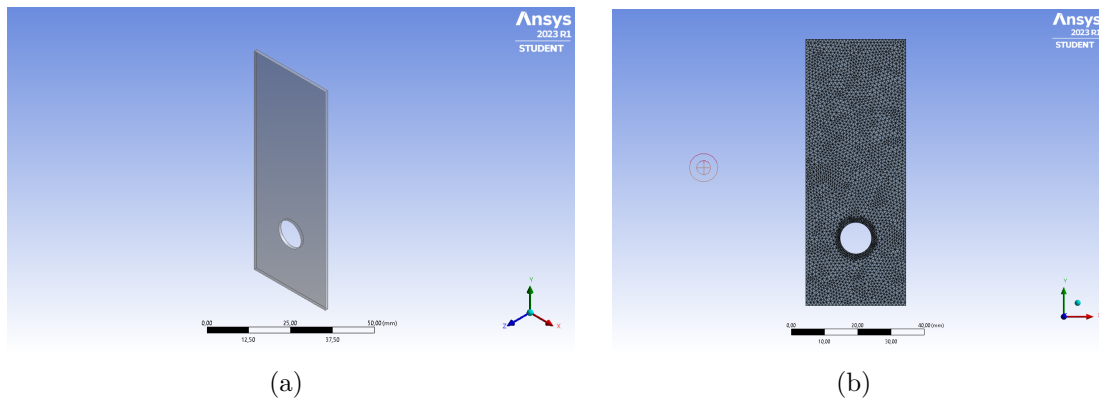 Ansys
2023 R1
STUDENT
0,00 25,00 50,00 (mm)
12,50 37,50
Y
Z X
(a)
Ansys
2023 R1
STUDENT
0,00 20,00 40,00 (mm)
10,00 30,00
Y
(b)